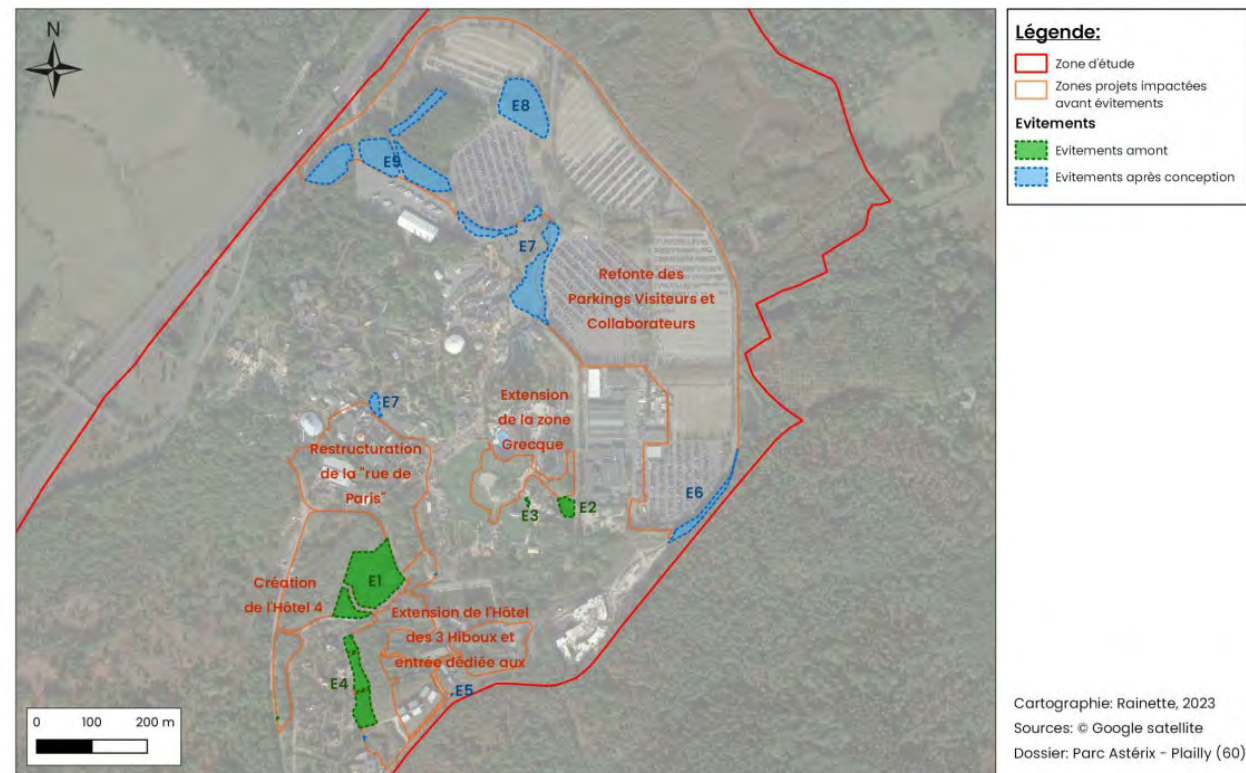 N
E8
E9
E7
Refonte des
Parkings Visiteurs et
Collaborateurs
E7
Extension
de la zone
Grecque
Restructuration
de la "rue de
Paris"
E6
E3
E2
E1
Création
de l'Hôtel 4
Extension de l'Hôtel
des 3 Hiboux et
entrée dédiée aux
E4
E5
0 100 200 m
Légende:
Zone d'étude
Zones projets impactées
avant évitements
Evitements
Evitements amont
Evitements après conception
Cartographie: Rainette, 2023
Sources: © Google satellite
Dossier: Parc Astérix - Plailly (60)